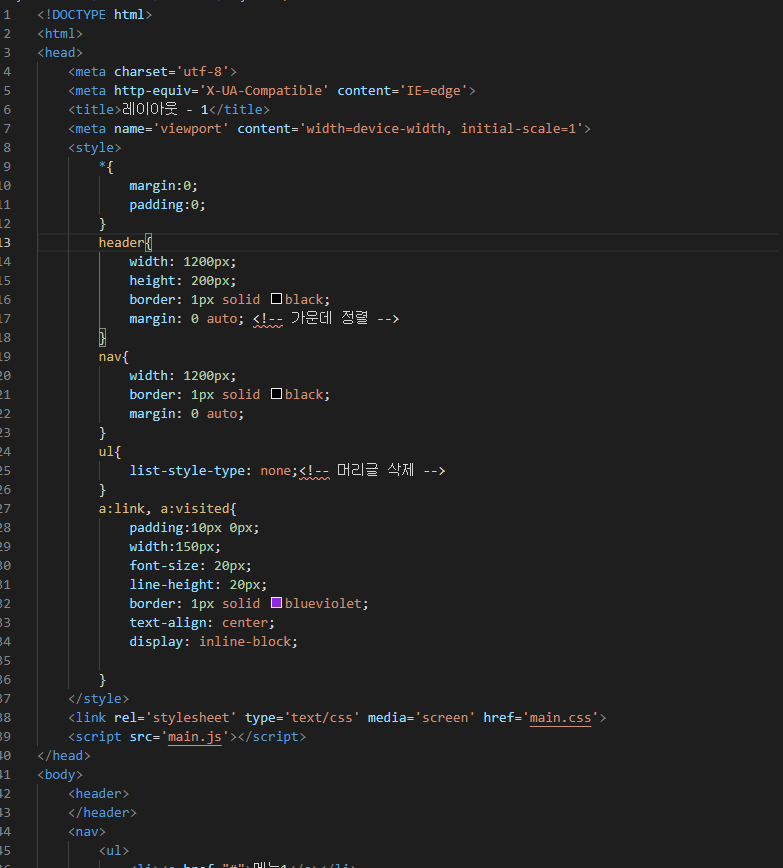 1 <!DOCTYPE html>
2 <html>
3 <head>
4 <meta charset='utf-8'>
5 <meta http-equiv='X-UA-Compatible' content='IE=edge'>
6 <title>레이아웃 - 1</title>
7 <meta name='viewport' content='width=device-width, initial-scale=1'>
8 <style>
9 *{
10 margin:0;
11 padding:0;
12 }
13 header{
14 width: 1200px;
15 height: 200px;
16 border: 1px solid black;
17 margin: 0 auto; <!-- 가운데 정렬 -->
18 }
19 nav{
20 width: 1200px;
21 border: 1px solid black;
22 margin: 0 auto;
23 }
24 ul{
25 list-style-type: none;<!-- 머리글 삭제 -->
26 }
27 a:link, a:visited{
28 padding:10px 0px;
29 width:150px;
30 font-size: 20px;
31 line-height: 20px;
32 border: 1px solid blueviolet;
33 text-align: center;
34 display: inline-block;
35
36 }
37 </style>
38 <link rel='stylesheet' type='text/css' media='screen' href='main.css'>
39 <script src='main.js'></script>
40 </head>
41 <body>
42 <header>
43 </header>
44 <nav>
45 <ul>